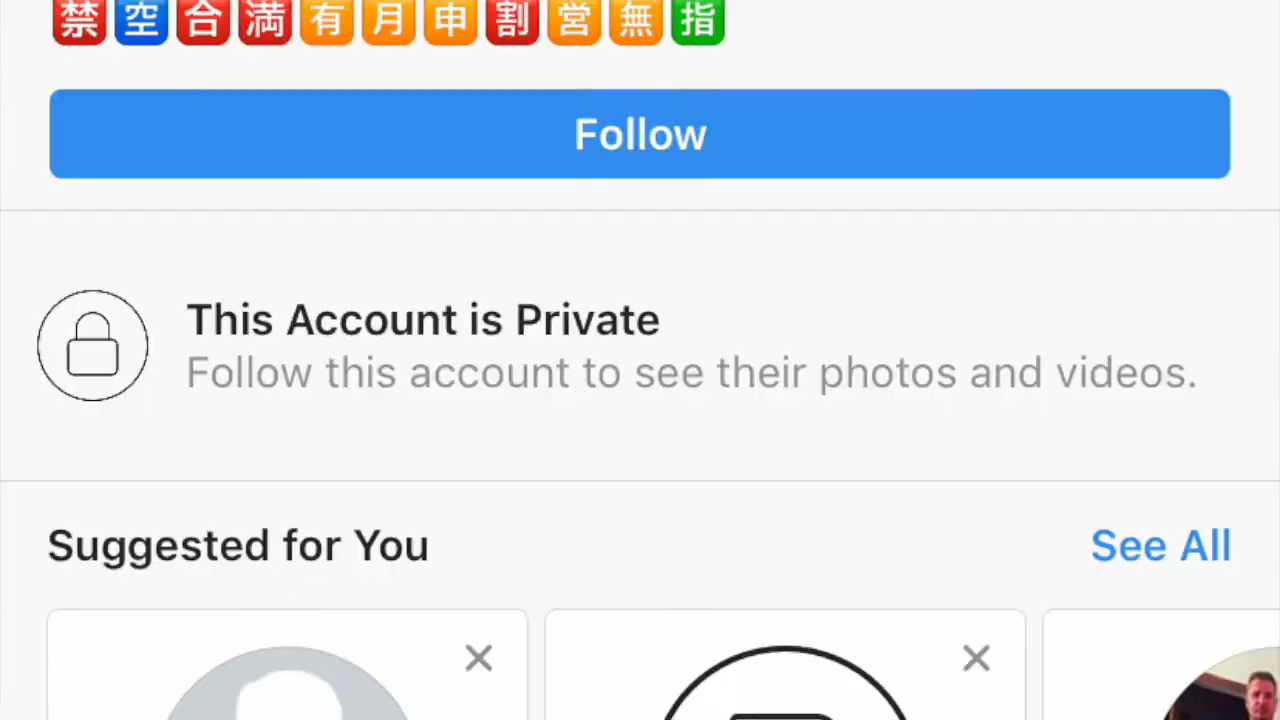 禁空合満有月申割営無指
Follow
This Account is Private
Follow this account to see their photos and videos.
Suggested for You
See All